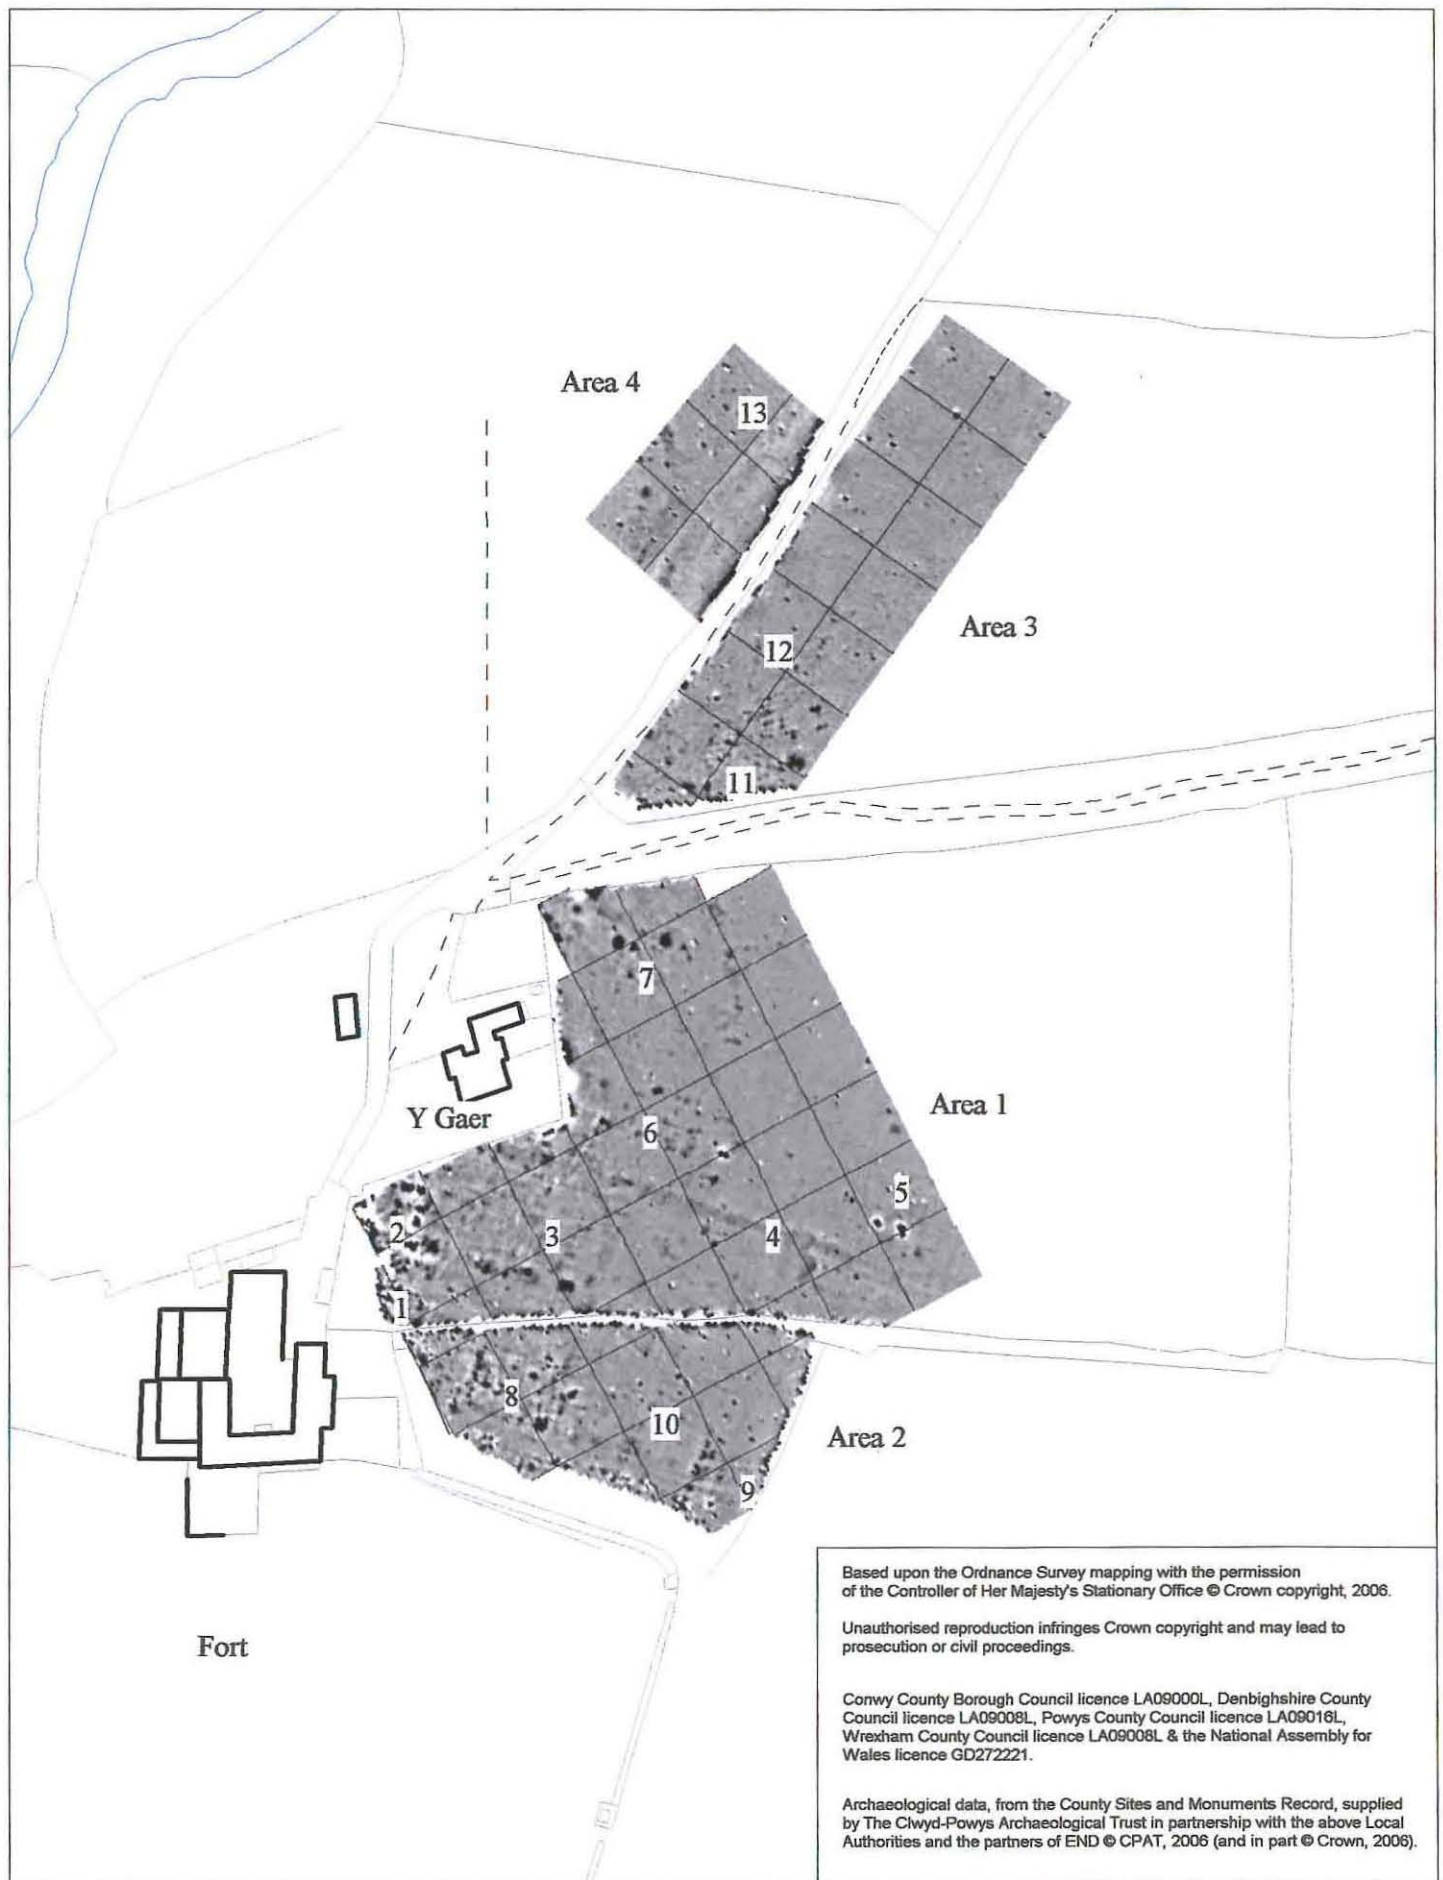 Area 4
13
Area 3
12
11
7
Area 1
Y Gaer
6
5
2
3
4
1
8
10
Area 2
9
Fort
Based upon the Ordnance Survey mapping with the permission
of the Controller of Her Majesty's Stationary Office © Crown copyright, 2006.
Unauthorised reproduction infringes Crown copyright and may lead to
prosecution or civil proceedings.
Conwy County Borough Council licence LA09000L, Denbighshire County
Council licence LA09008L, Powys County Council licence LA09016L,
Wrexham County Council licence LA09008L & the National Assembly for
Wales licence GD272221.
Archaeological data, from the County Sites and Monuments Record, supplied
by The Clwyd-Powys Archaeological Trust in partnership with the above Local
Authorities and the partners of END © CPAT, 2006 (and in part © Crown, 2006).